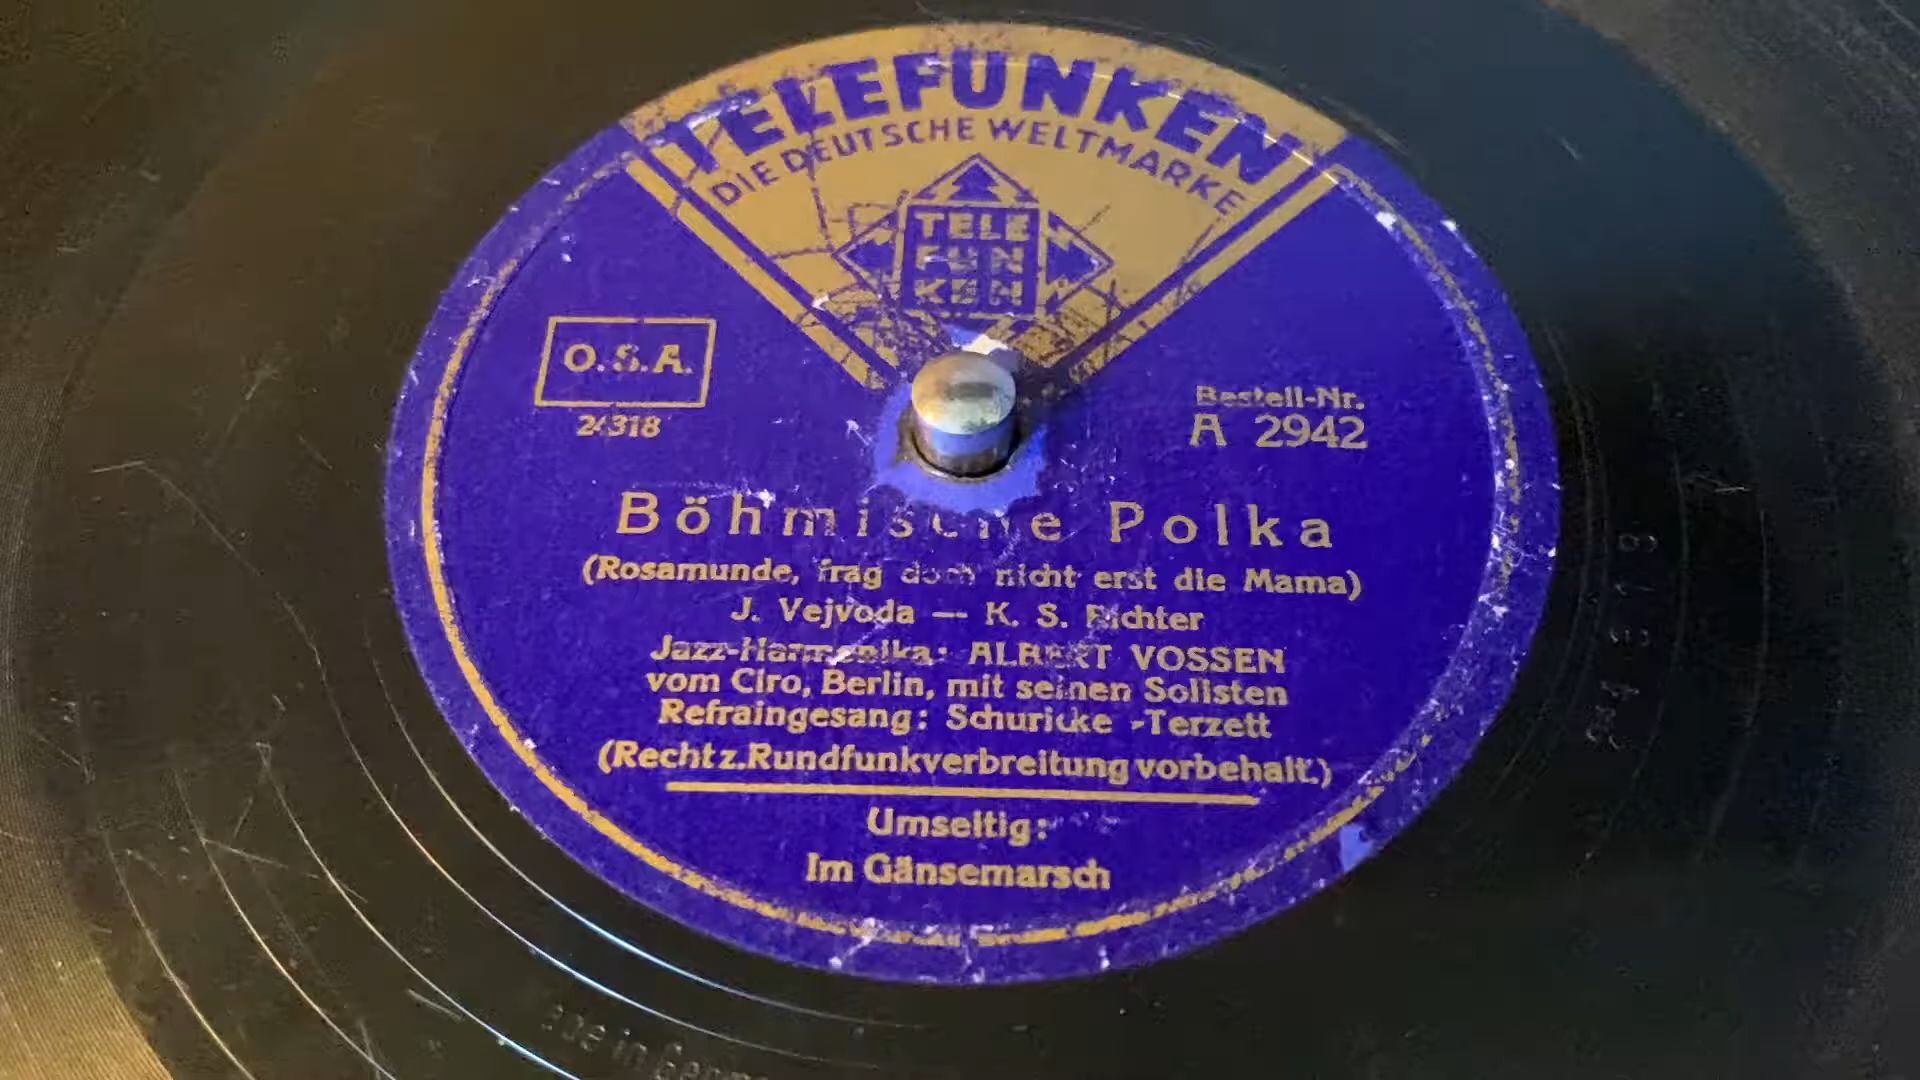 TELEFUNKEN
DIE DEUTSCHE WELTMARKE
TELE
FUN
KEN
O.S.A.
24318
Bestell-Nr.
A 2942
Böhmische Polka
(Rosamunde, frag doch nicht erst die Mama)
J. Vejvoda — K. S. Richter
Jazz-Harmonika: ALBERT VOSSEN
vom Ciro, Berlin, mit seinen Solisten
Refraingesang: Schuricke -Terzett
(Recht z. Rundfunkverbreitung vorbehalt.)
Umseitig:
Im Gänsemarsch
24318